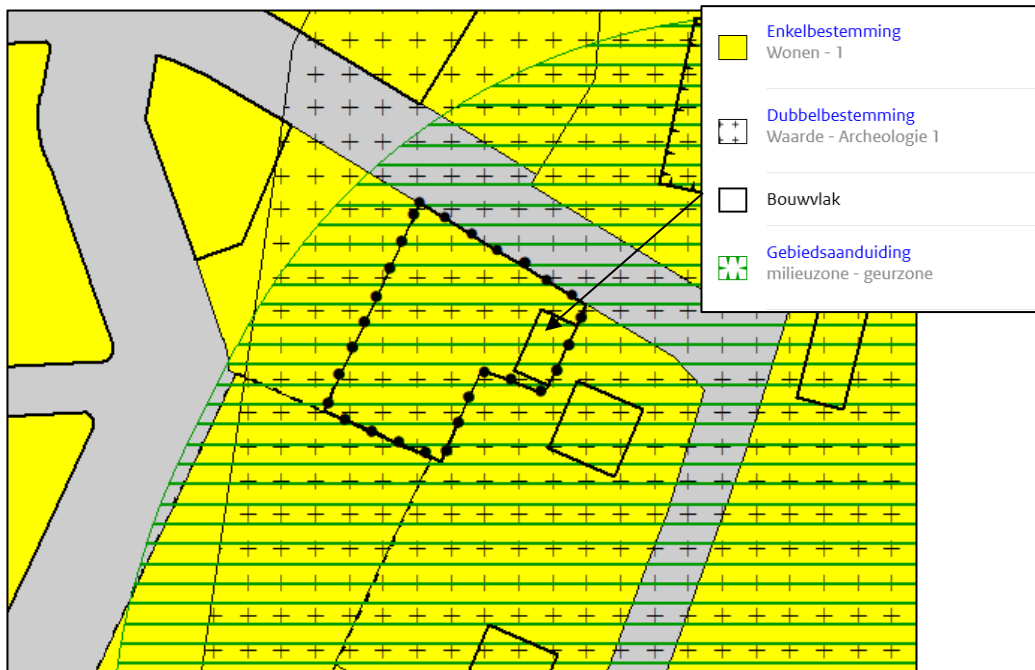 Enkelbestemming
Wonen - 1
Dubbelbestemming
Waarde - Archeologie 1
Bouwvlak
Gebiedsaanduiding
milieuzone - geurzone